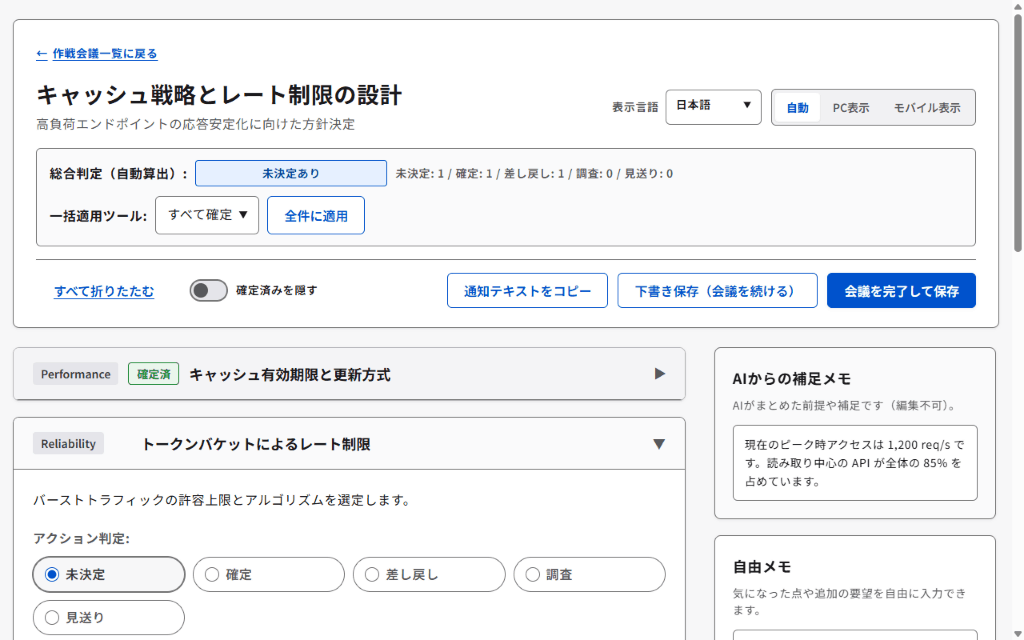 ← 作戦会議一覧に戻る
キャッシュ戦略とレート制限の設計
高負荷エンドポイントの応答安定化に向けた方針決定
表示言語 日本語 ▼ 自動 PC表示 モバイル表示
総合判定（自動算出）: 未決定あり 未決定: 1 / 確定: 1 / 差し戻し: 1 / 調査: 0 / 見送り: 0
一括適用ツール: すべて確定 ▼ 全件に適用
すべて折りたたむ 確定済みを隠す 通知テキストをコピー 下書き保存（会議を続ける） 会議を完了して保存
Performance 確定済 キャッシュ有効期限と更新方式 ▶
Reliability トークンバケットによるレート制限 ▼
バーストトラフィックの許容上限とアルゴリズムを選定します。
アクション判定:
未決定 確定 差し戻し 調査
見送り
AIからの補足メモ
AIがまとめた前提や補足です（編集不可）。
現在のピーク時アクセスは 1,200 req/s で
す。読み取り中心の API が全体の 85% を
占めています。
自由メモ
気になった点や追加の要望を自由に入力でき
ます。